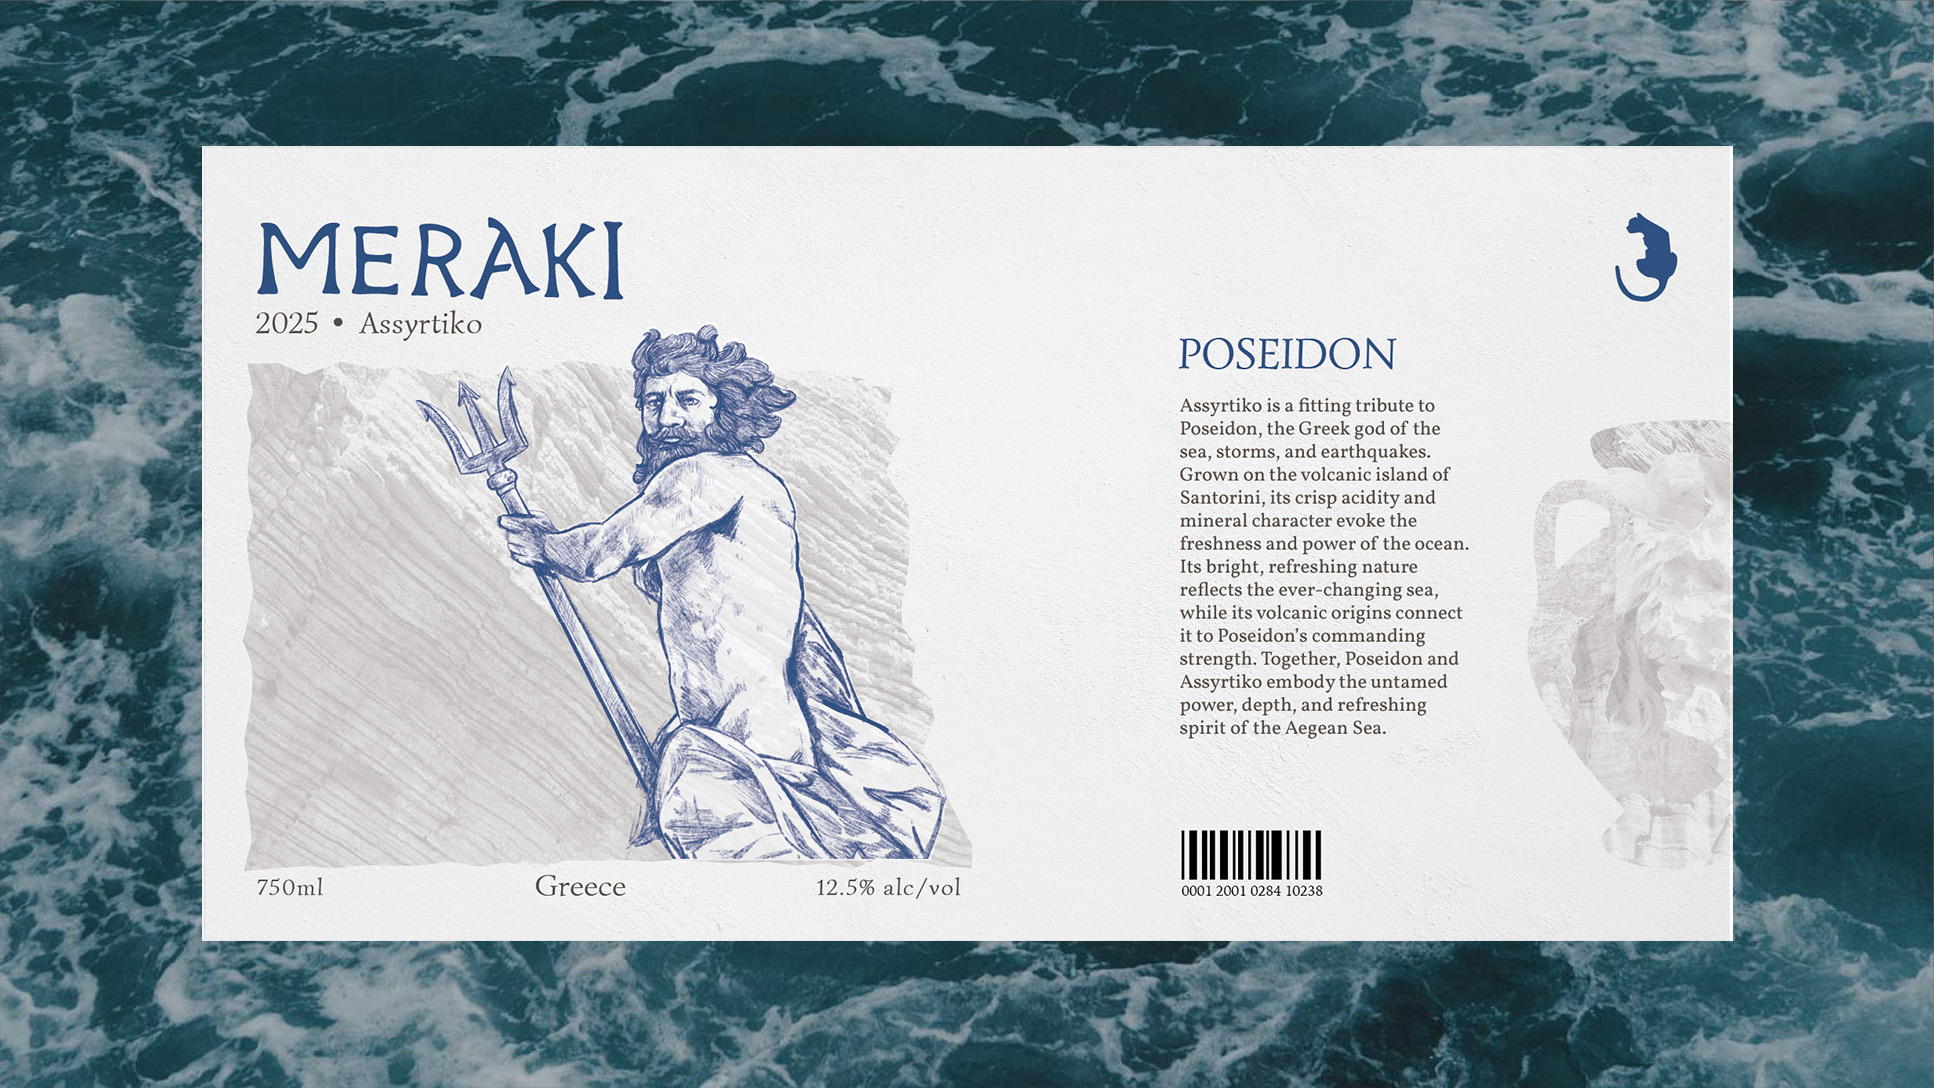 MERAKI
2025 • Assyrtiko
750ml
Greece
12.5% alc/vol
POSEIDON
Assyrtiko is a fitting tribute to
Poseidon, the Greek god of the
sea, storms, and earthquakes.
Grown on the volcanic island of
Santorini, its crisp acidity and
mineral character evoke the
freshness and power of the ocean.
Its bright, refreshing nature
reflects the ever-changing sea,
while its volcanic origins connect
it to Poseidon’s commanding
strength. Together, Poseidon and
Assyrtiko embody the untamed
power, depth, and refreshing
spirit of the Aegean Sea.
0001 2001 0284 10238